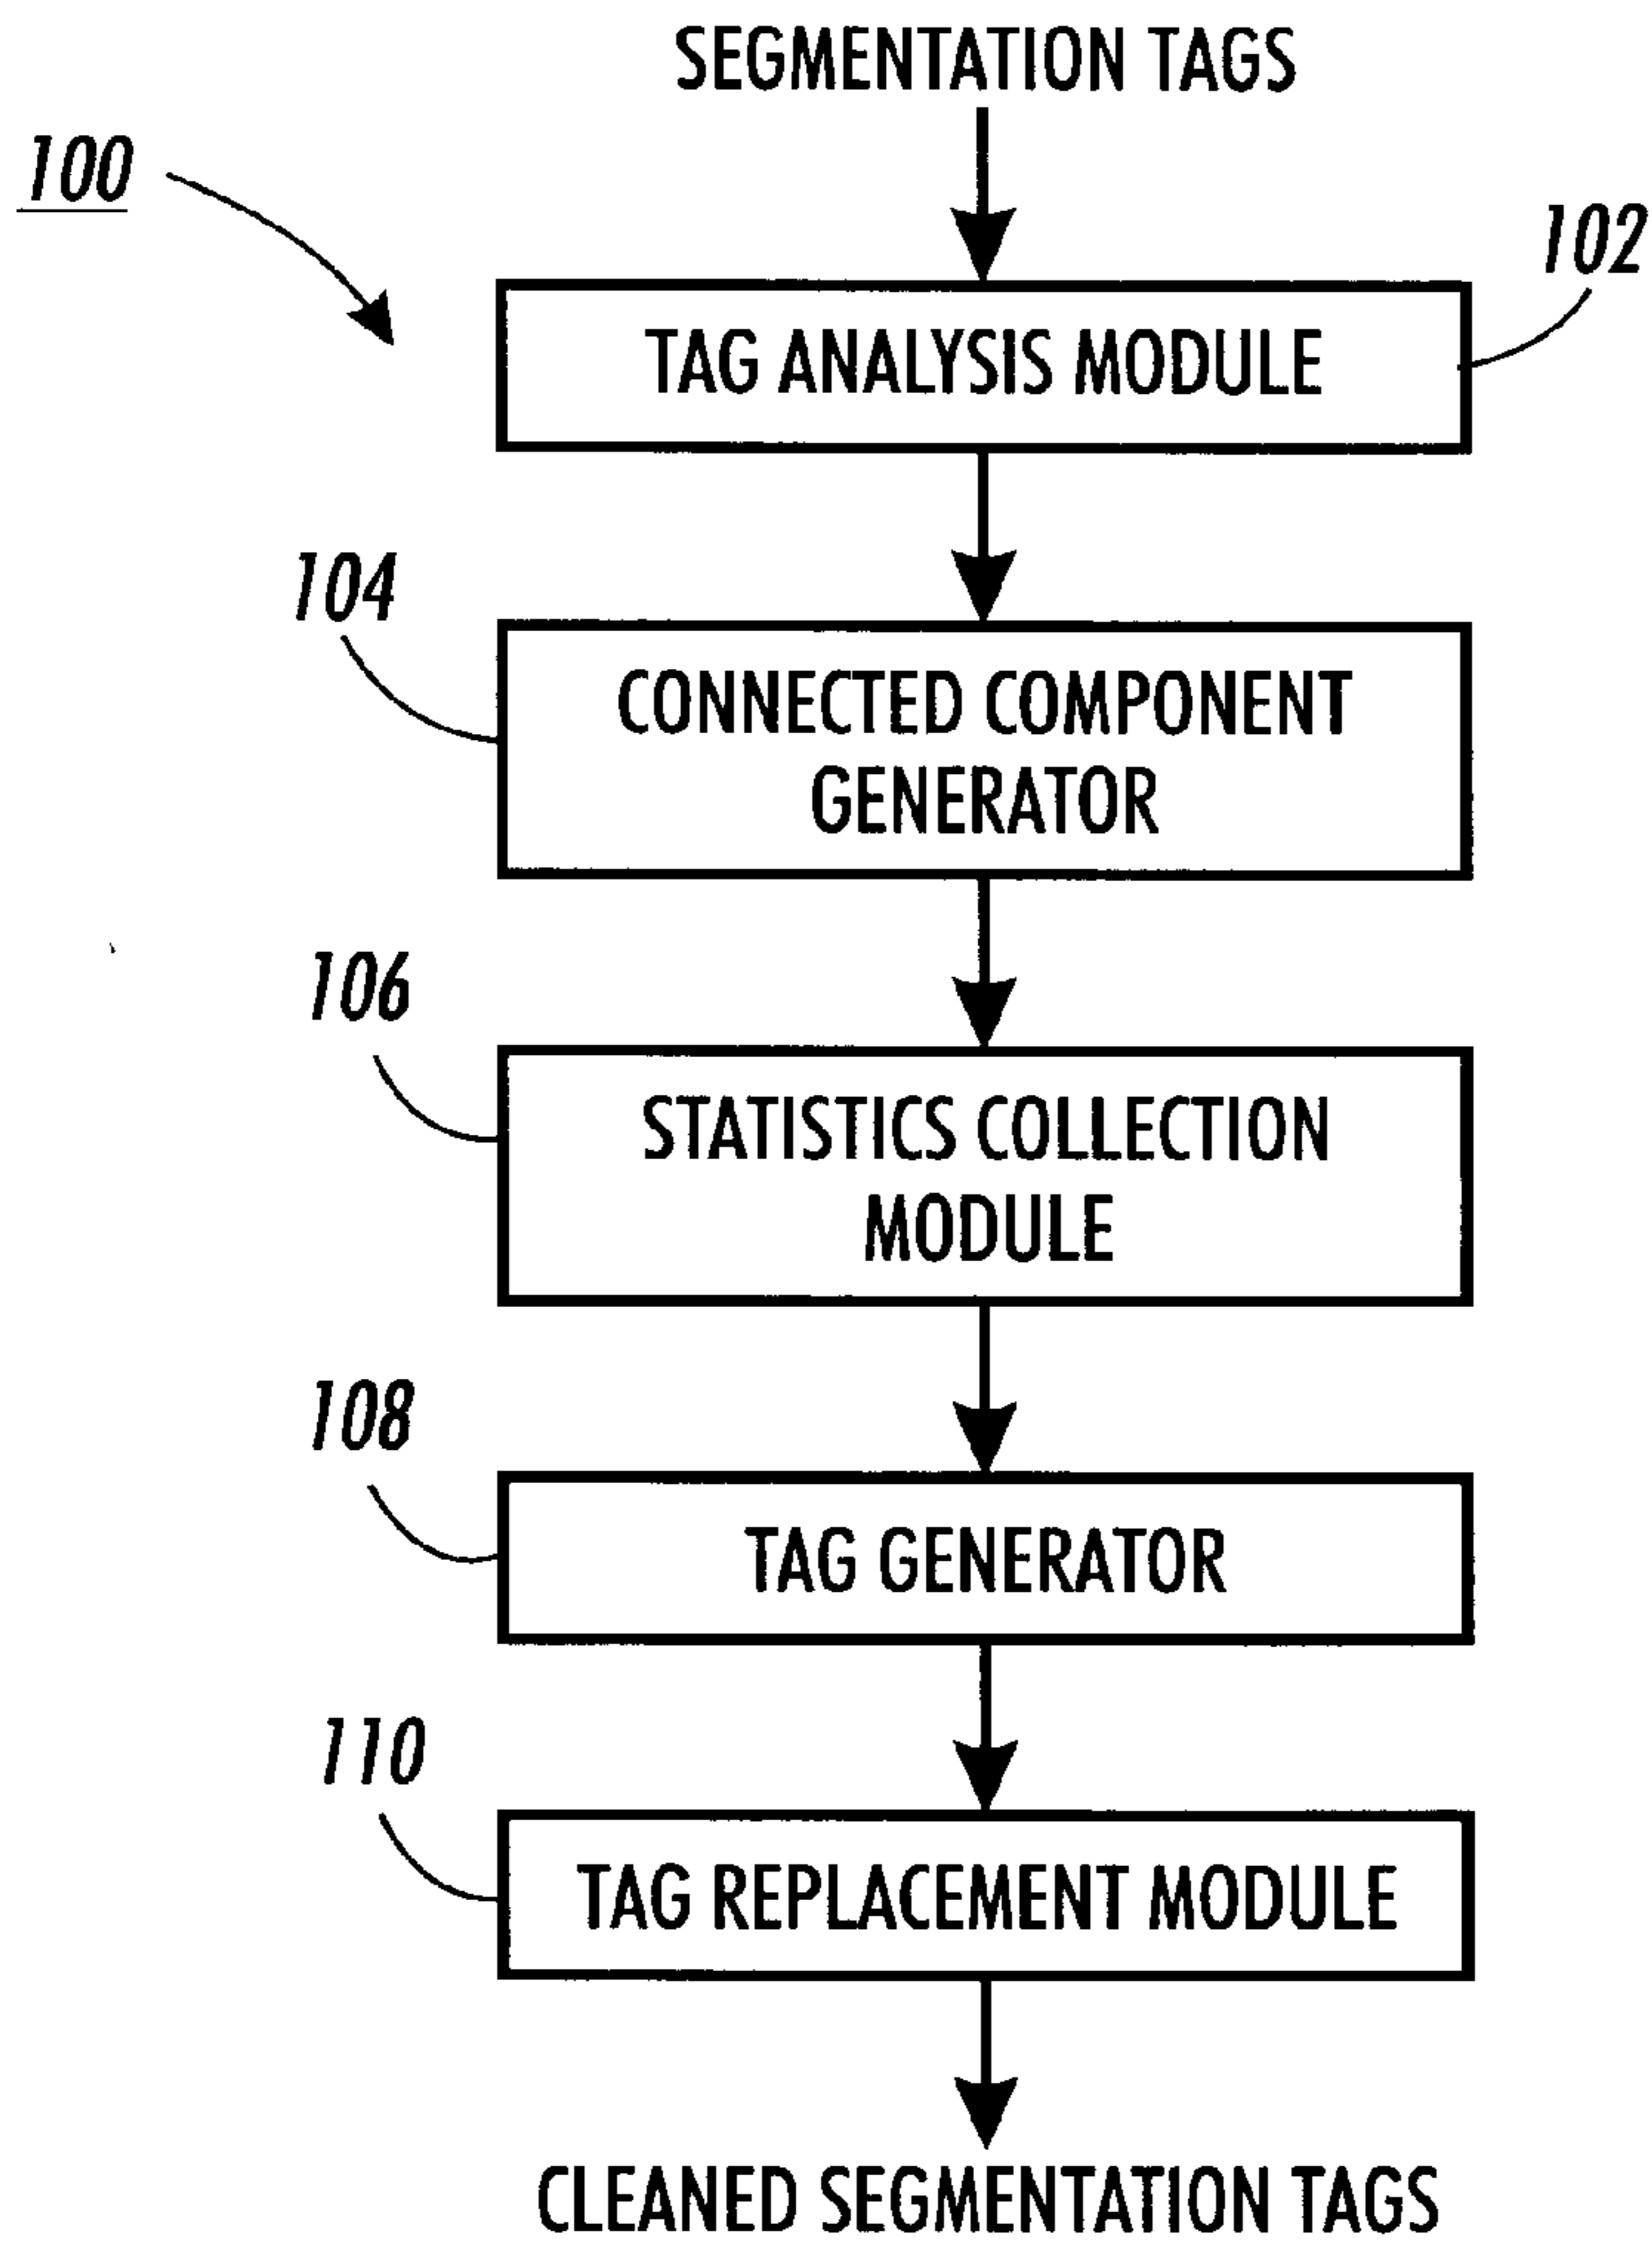 SEGMENTATION TAGS
100
102
TAG ANALYSIS MODULE
104
CONNECTED COMPONENT
GENERATOR
106
STATISTICS COLLECTION
MODULE
108
TAG GENERATOR
110
TAG REPLACEMENT MODULE
CLEANED SEGMENTATION TAGS